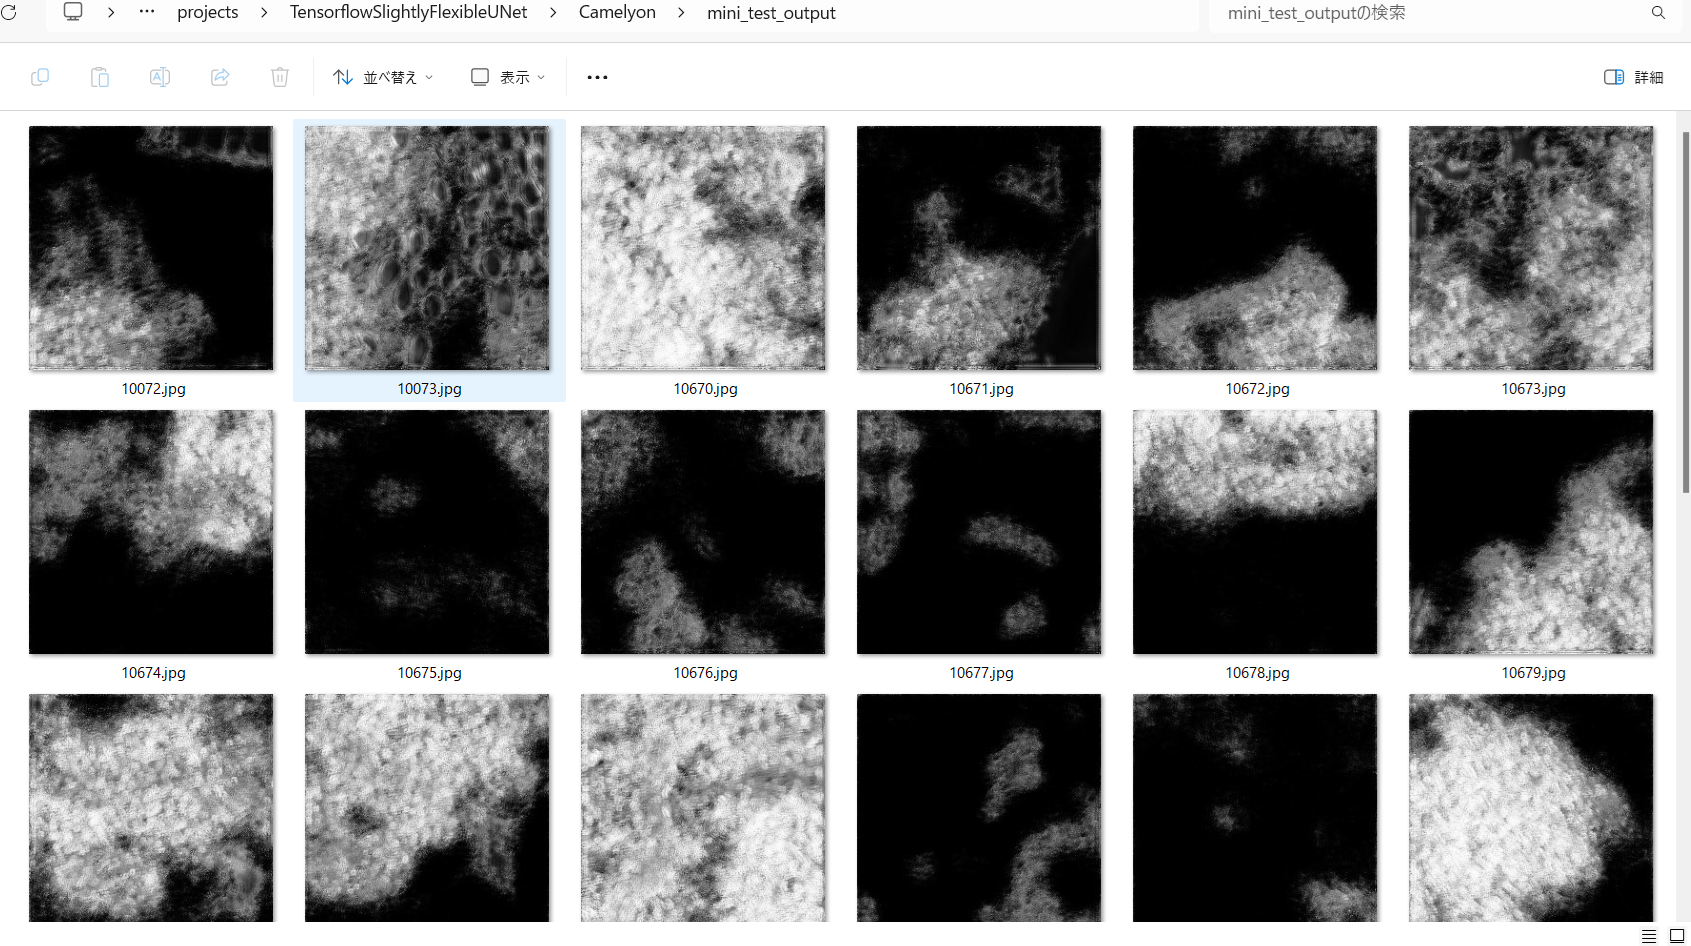 … projects > TensorflowSlightlyFlexibleUNet > Camelyon > mini_test_output
mini_test_outputの検索
並べ替え
表示
詳細
10072.jpg
10073.jpg
10670.jpg
10671.jpg
10672.jpg
10673.jpg
10674.jpg
10675.jpg
10676.jpg
10677.jpg
10678.jpg
10679.jpg